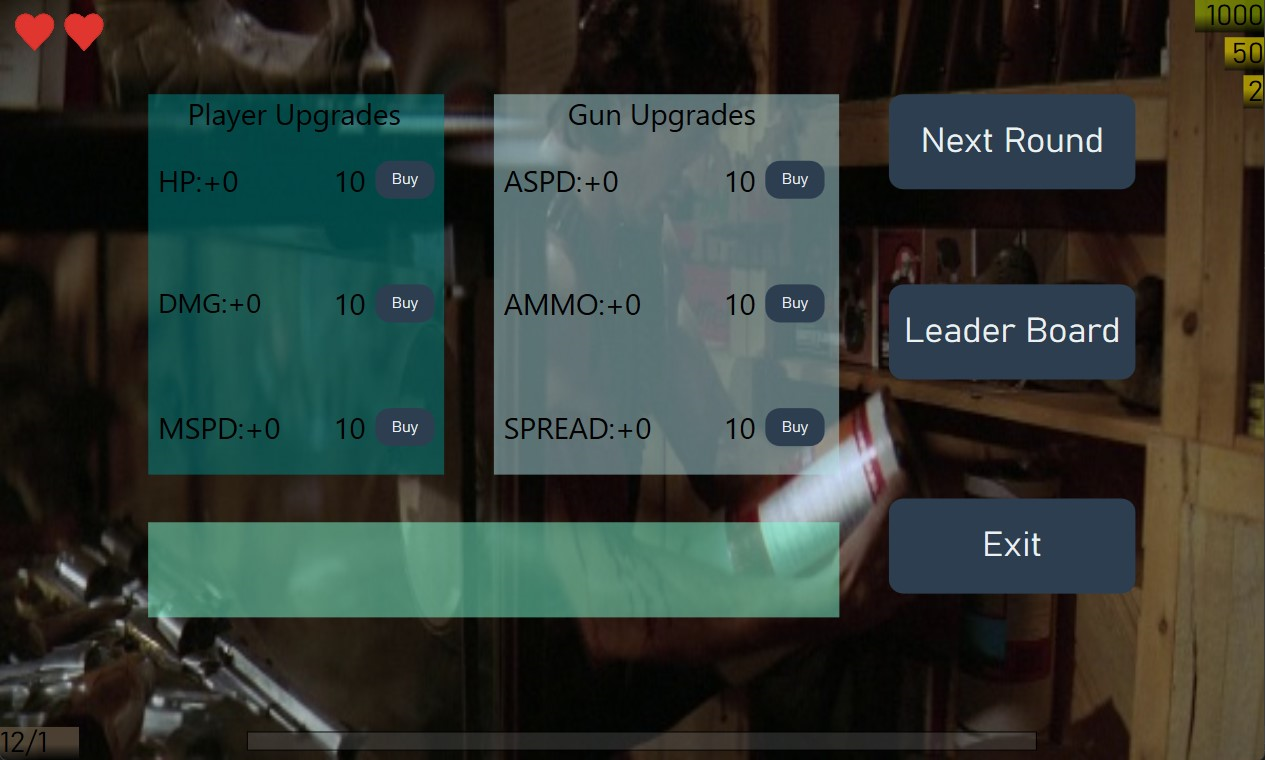 1000
50
2
Player Upgrades
HP:+0 10 Buy
DMG:+0 10 Buy
MSPD:+0 10 Buy
Gun Upgrades
ASPD:+0 10 Buy
AMMO:+0 10 Buy
SPREAD:+0 10 Buy
Next Round
Leader Board
Exit
12/1